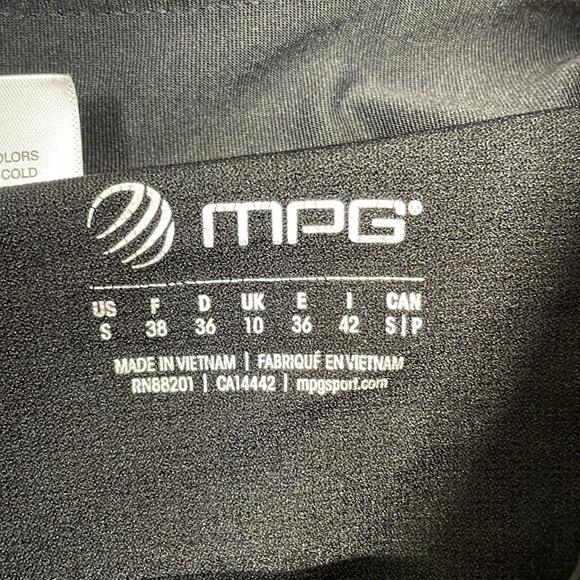 OLORS
COLD
MPG®
US F D UK E I CAN
S 38 36 10 36 42 S|P
MADE IN VIETNAM | FABRIQUÉ EN VIETNAM
RN88201 | CA14442 | mpgsport.com